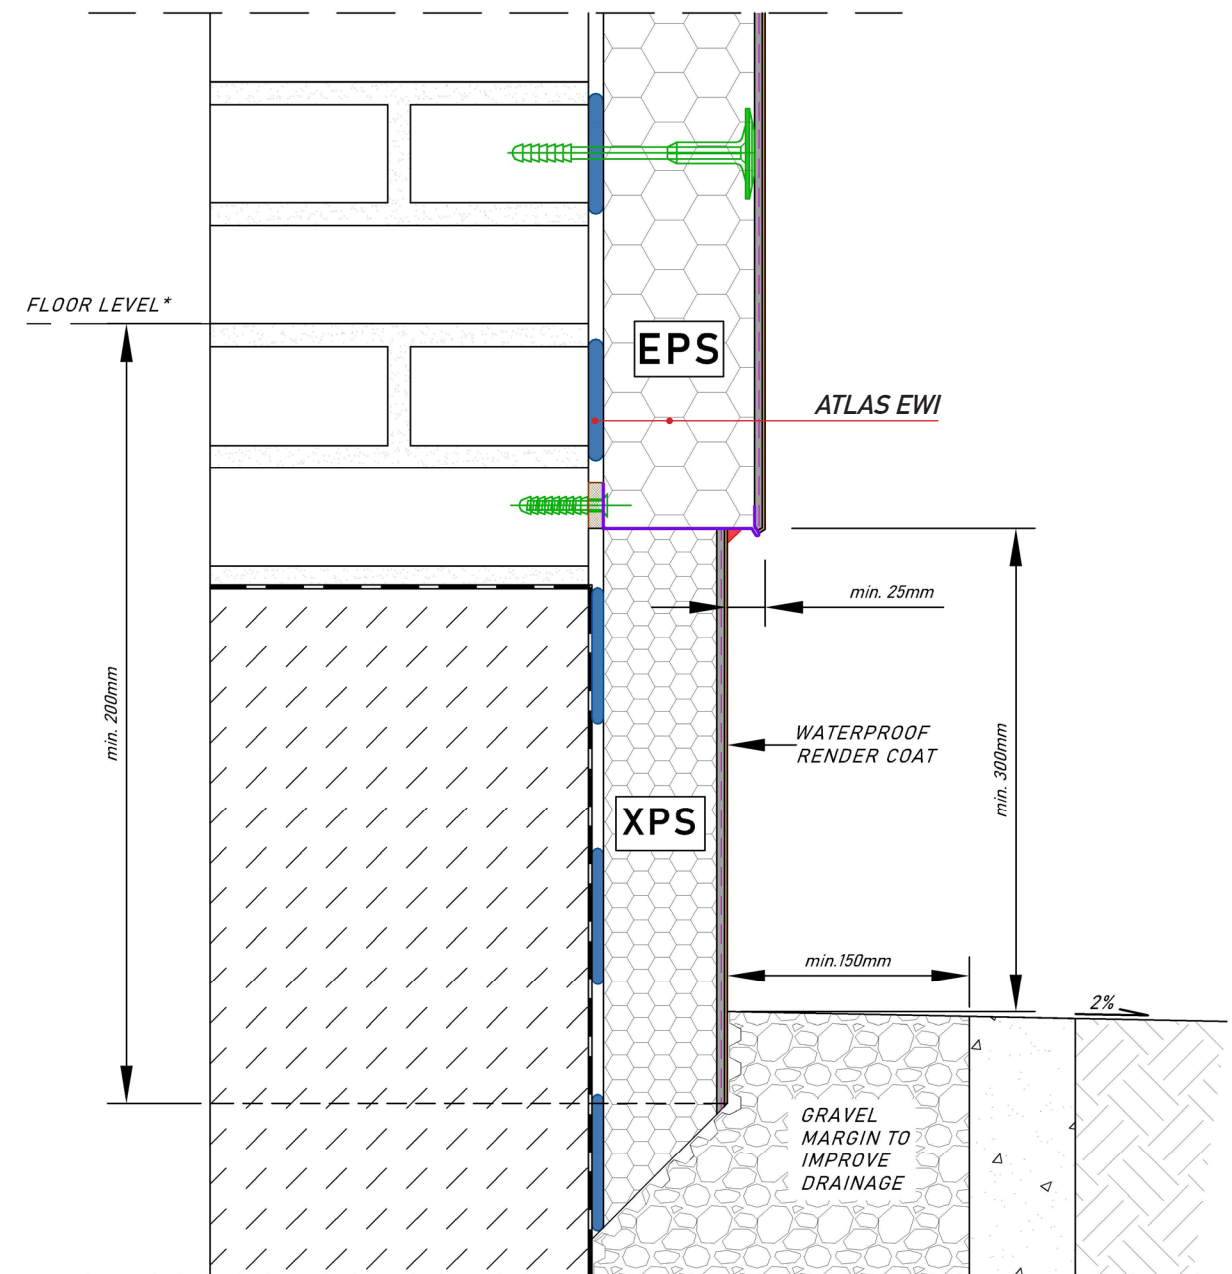 FLOOR LEVEL*
EPS
ATLAS EWI
min. 25mm
min. 200mm
WATERPROOF
RENDER COAT
min. 300mm
XPS
min.150mm
2%
GRAVEL
MARGIN TO
IMPROVE
DRAINAGE